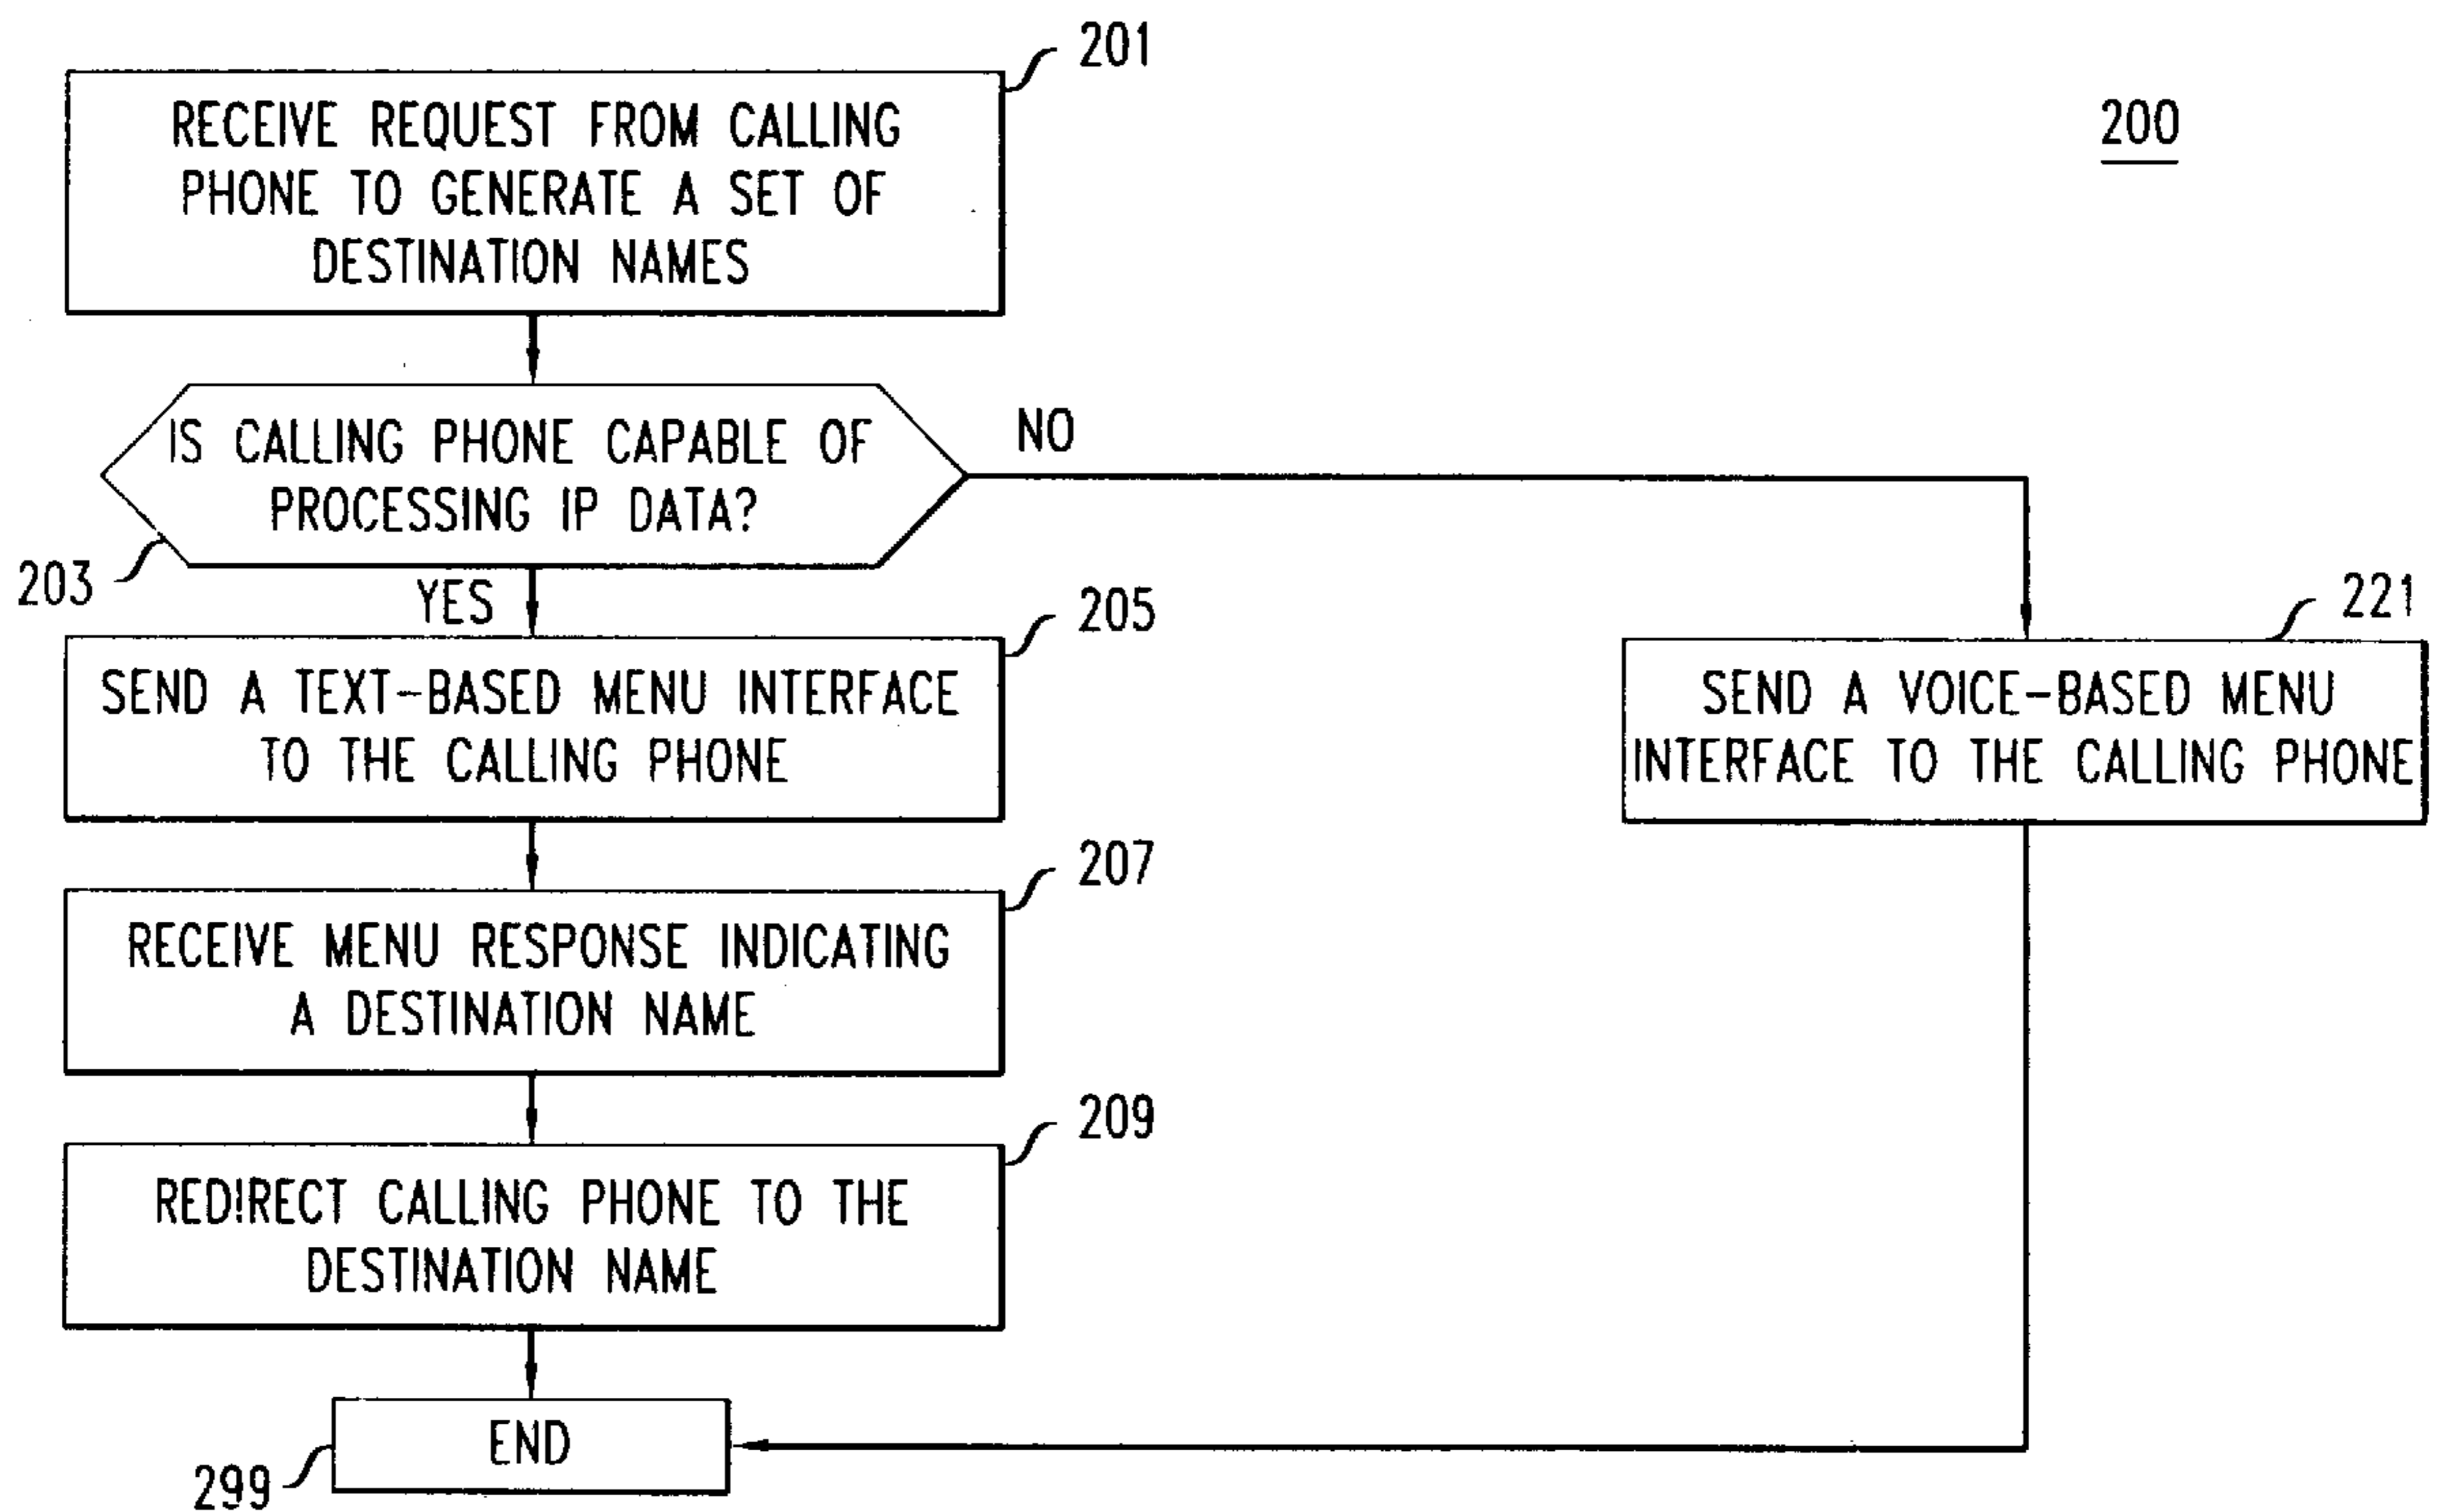 201
RECEIVE REQUEST FROM CALLING
PHONE TO GENERATE A SET OF
DESTINATION NAMES
200
IS CALLING PHONE CAPABLE OF
PROCESSING IP DATA?
NO
203
YES
205
SEND A TEXT-BASED MENU INTERFACE
TO THE CALLING PHONE
221
SEND A VOICE-BASED MENU
INTERFACE TO THE CALLING PHONE
207
RECEIVE MENU RESPONSE INDICATING
A DESTINATION NAME
209
REDIRECT CALLING PHONE TO THE
DESTINATION NAME
END
299